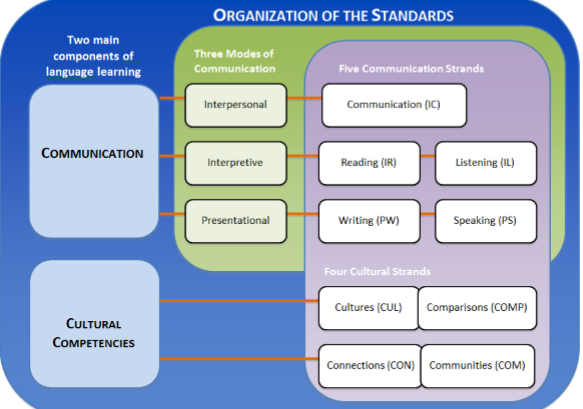 ORGANIZATION OF THE STANDARDS
Two main
components of
language learning
Three Modes of
Communication
Five Communication Strands
COMMUNICATION
Interpersonal
Communication (IC)
Interpretive
Reading (IR)
Listening (IL)
Presentational
Writing (PW)
Speaking (PS)
Four Cultural Strands
CULTURAL
COMPETENCIES
Cultures (CUL)
Comparisons (COMP)
Connections (CON)
Communities (COM)